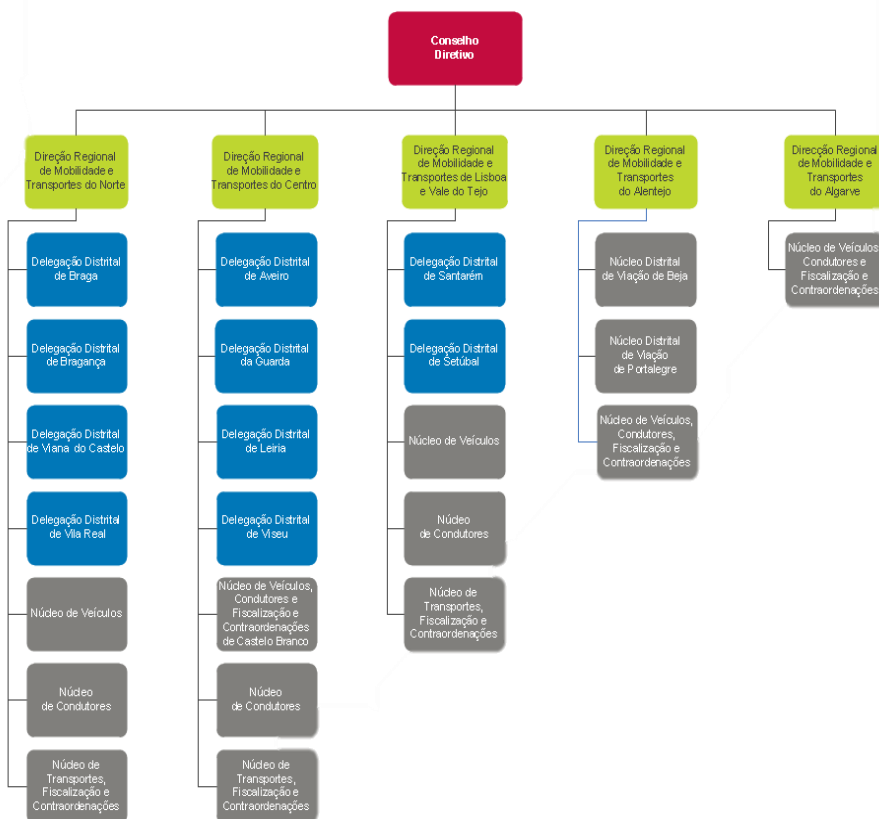 Conselho
Diretivo
Direção Regional
de Mobilidade e
Transportes do Norte
Direção Regional
de Mobilidade e
Transportes do Centro
Direção Regional
de Mobilidade e
Transportes de Lisboa
e Vale do Tejo
Direção Regional
de Mobilidade e
Transportes
do Alentejo
Direcção Regional
de Mobilidade e
Transportes
do Algarve
Delegação Distrital
de Braga
Delegação Distrital
de Bragança
Delegação Distrital
de Viana do Castelo
Delegação Distrital
de Vila Real
Núcleo de Veículos
Núcleo
de Condutores
Núcleo de
Transportes,
Fiscalização e
Contraordenações
Delegação Distrital
de Aveiro
Delegação Distrital
da Guarda
Delegação Distrital
de Leiria
Delegação Distrital
de Viseu
Núcleo de Veículos,
Condutores e
Fiscalização e
Contraordenações
de Castelo Branco
Núcleo
de Condutores
Núcleo de
Transportes,
Fiscalização e
Contraordenações
Delegação Distrital
de Santarém
Delegação Distrital
de Setúbal
Núcleo de Veículos
Núcleo
de Condutores
Núcleo de
Transportes,
Fiscalização e
Contraordenações
Núcleo Distrital
de Viação de Beja
Núcleo Distrital
de Viação
de Portalegre
Núcleo de Veículos,
Condutores,
Fiscalização e
Contraordenações
Núcleo de Veículos
Condutores e
Fiscalização e
Contraordenações